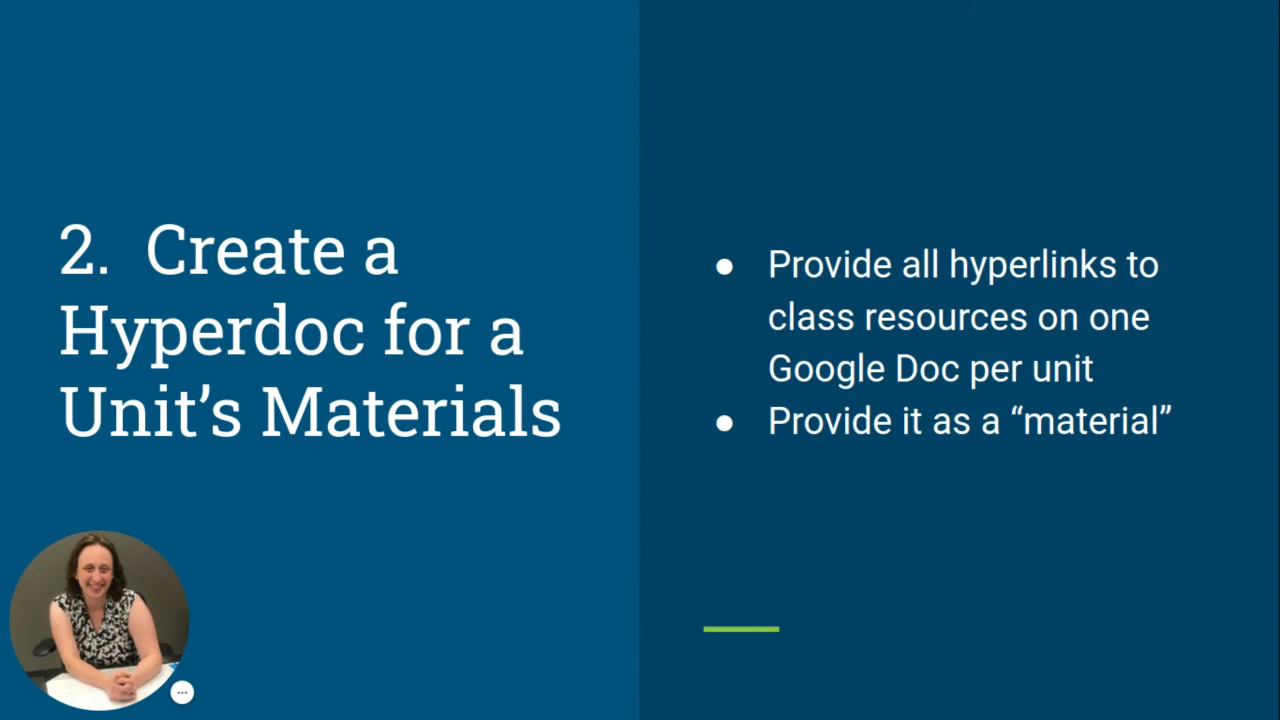 2. Create a
Hyperdoc for a
Unit’s Materials
● Provide all hyperlinks to
class resources on one
Google Doc per unit
● Provide it as a “material”